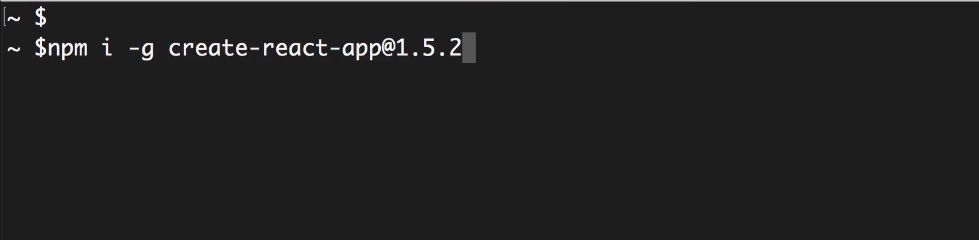 ~ $
~ $npm i -g create-react-app@1.5.2